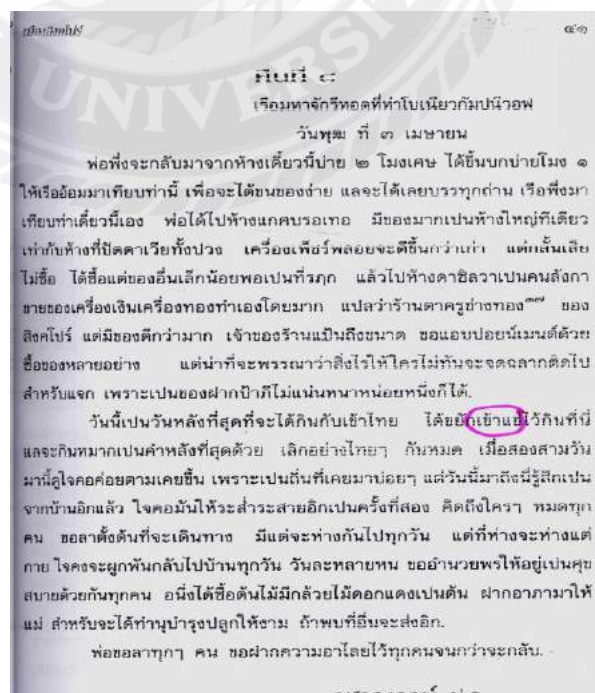 เมืองสิงคโปร์ ๔๑
คืนที่ ๘
เรือมหาจักรีทอดที่ท่าโบเนียวกัมปนีวอฟ
วันพุฒ ที่ ๓ เมษายน
พ่อพึ่งจะกลับมาจากห้างเดี๋ยวนี้บ่าย ๒ โมงเศษ ได้ขึ้นบกบ่ายโมง ๑
ให้เรืออ้อมมาเทียบท่านี้ เพื่อจะได้ขนของง่าย แลจะได้เลยบรรทุกถ่าน เรือพึ่งมา
เทียบท่าเดี๋ยวนี้เอง พ่อได้ไปห้างแกศบรอเทอ มีของมากเปนห้างใหญ่ทีเดียว
เท่ากับห้างที่ปัตตาเวียทั้งปวง เครื่องเพ็ชร์พลอยจะดีขึ้นกว่าเก่า แต่กลั้นเสีย
ไม่ซื้อ ได้ซื้อแต่ของอื่นเล็กน้อยพอเปนที่รฦก แล้วไปห้างดาซิลวาเปนคนลังกา
ขายของเครื่องเงินเครื่องทองทำเองโดยมาก แปลว่าร้านตาครูช่างทอง ของ
สิงคโปร์ แต่มีของดีกว่ามาก เจ้าของร้านแป้นถึงขนาด ขอแอบปอยน์เมนต์ด้วย
ซื้อของหลายอย่าง แต่น่าที่จะพรรณาว่าสิ่งไรให้ใครไม่ทันจะจดฉลากติดไป
สำหรับแจก เพราะเปนของฝากป้าภีไม่แน่นหนาหน่อยหนึ่งก็ได้.
วันนี้เปนวันหลังที่สุดที่จะได้กินกับเข้าไทย ได้ขยักเข้าแช่ไว้กินที่นี่
แลจะกินหมากเปนคำหลังที่สุดด้วย เลิกอย่างไทยๆ กันหมด เมื่อสองสามวัน
มานี้ดูใจคอค่อยตามเคยขึ้น เพราะเปนถิ่นที่เคยมาบ่อยๆ แต่วันนี้มาถึงนี่รู้สึกเปน
จากบ้านอิกแล้ว ใจคอมันให้ระส่ำระสายอิกเปนครั้งที่สอง คิดถึงใครๆ หมดทุก
คน ขอลาตั้งต้นที่จะเดินทาง มีแต่จะห่างกันไปทุกวัน แต่ที่ห่างจะห่างแต่
กาย ใจคงจะผูกพันกลับไปบ้านทุกวัน วันละหลายหน ขออำนวยพรให้อยู่เปนศุข
สบายด้วยกันทุกคน อนึ่งได้ซื้อต้นไม้มีกล้วยไม้ดอกแดงเปนต้น ฝากอาภามาให้
แม่ สำหรับจะได้ทำนุบำรุงปลูกให้งาม ถ้าพบที่อื่นจะส่งอิก.
พ่อขอลาทุกๆ คน ขอฝากความอาไลยไว้ทุกคนจนกว่าจะกลับ.